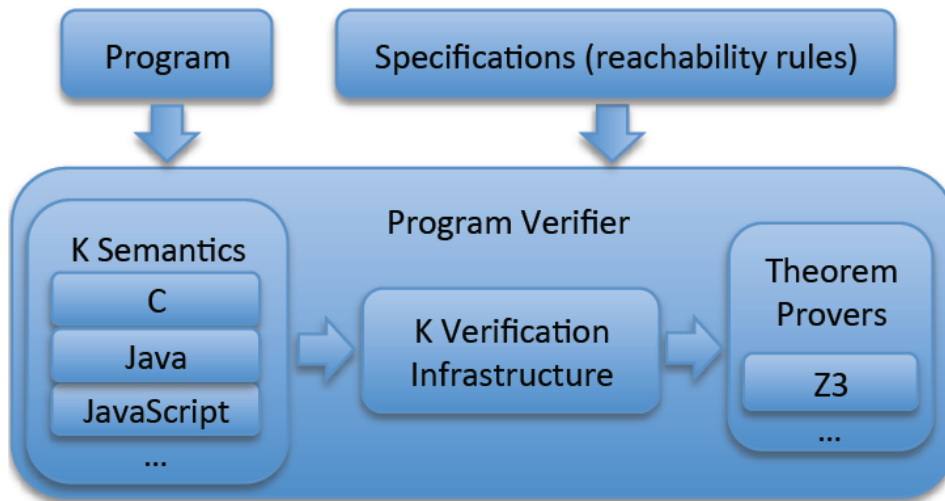 Program
Specifications (reachability rules)
Program Verifier
K Semantics
C
Java
JavaScript
...
K Verification
Infrastructure
Theorem
Provers
Z3
...